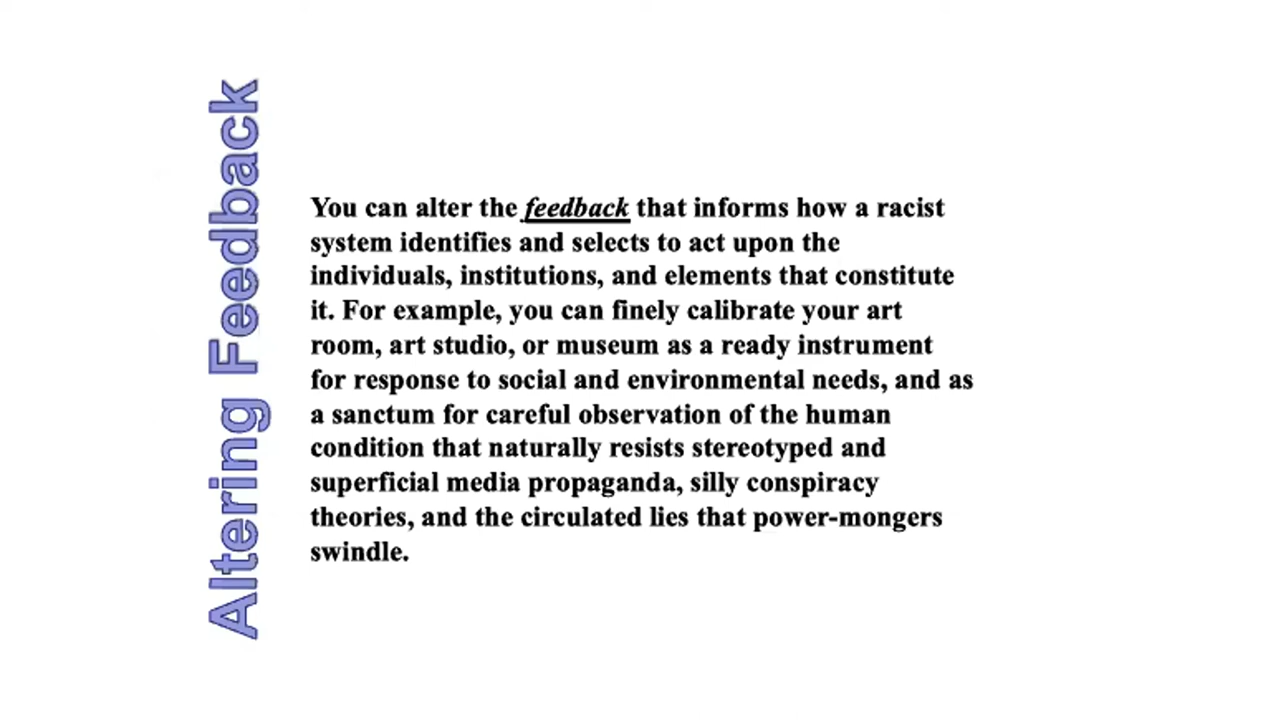 Altering Feedback
You can alter the feedback that informs how a racist
system identifies and selects to act upon the
individuals, institutions, and elements that constitute
it. For example, you can finely calibrate your art
room, art studio, or museum as a ready instrument
for response to social and environmental needs, and as
a sanctum for careful observation of the human
condition that naturally resists stereotyped and
superficial media propaganda, silly conspiracy
theories, and the circulated lies that power-mongers
swindle.